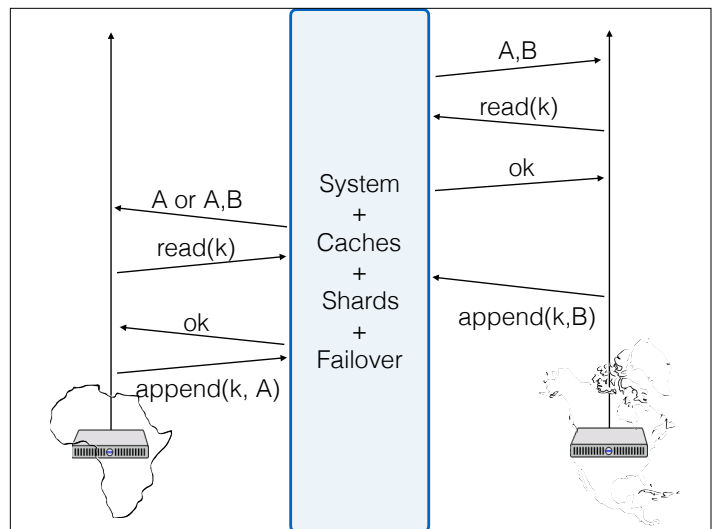 A,B
read(k)
ok
System
+
Caches
+
Shards
+
Failover
A or A,B
read(k)
append(k,B)
ok
append(k, A)